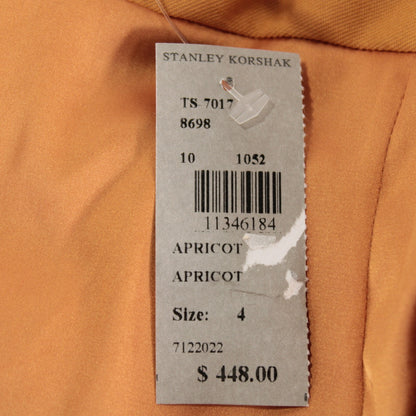 STANLEY KORSHAK
TS-7017
8698
10 1052
11346184
APRICOT
APRICOT
Size: 4
7122022
$ 448.00